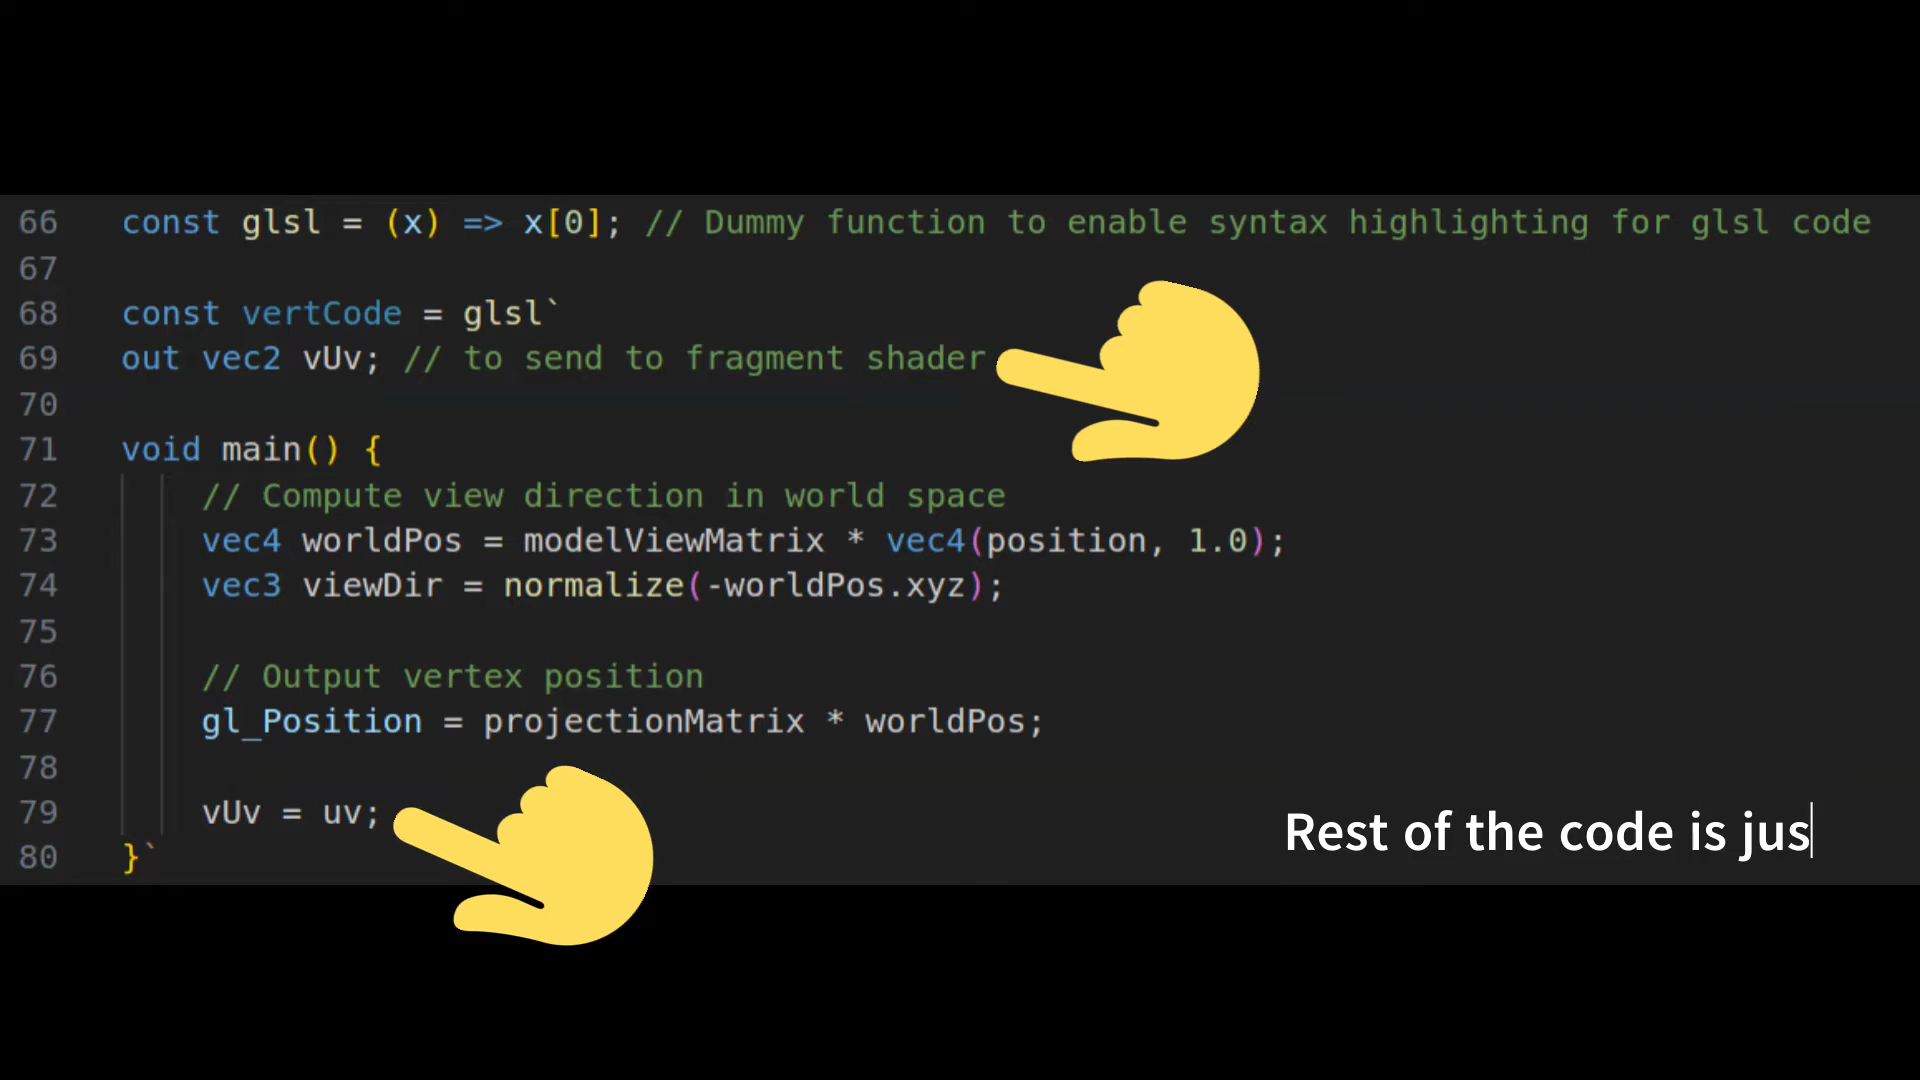 66 const glsl = (x) => x[0]; // Dummy function to enable syntax highlighting for glsl code
67
68 const vertCode = glsl`
69 out vec2 vUv; // to send to fragment shader
70
71 void main() {
72 // Compute view direction in world space
73 vec4 worldPos = modelViewMatrix * vec4(position, 1.0);
74 vec3 viewDir = normalize(-worldPos.xyz);
75
76 // Output vertex position
77 gl_Position = projectionMatrix * worldPos;
78
79 vUv = uv;
80 }`
Rest of the code is jus